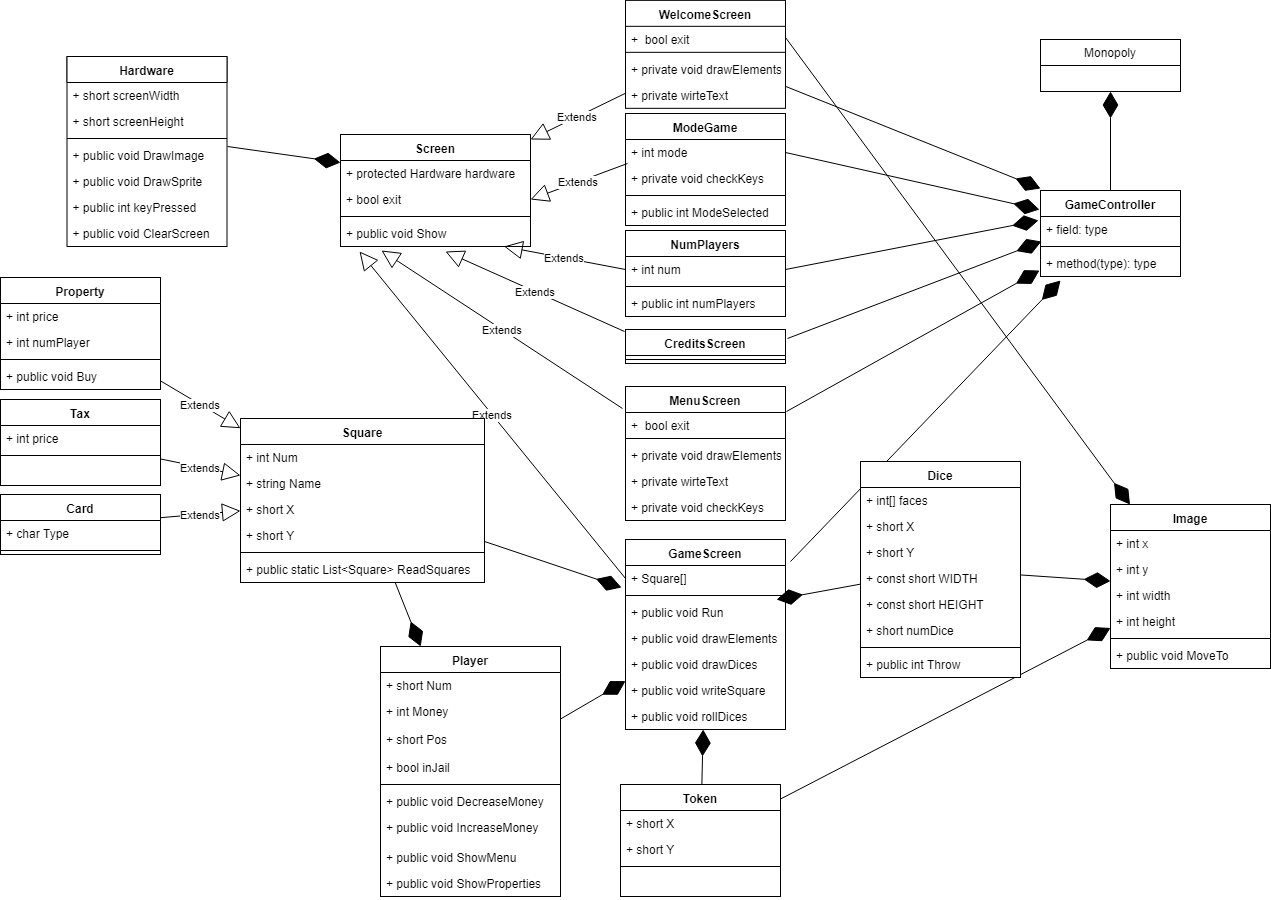 WelcomeScreen
+  bool exit
+ private void drawElements
+ private wirteText
Monopoly
Hardware
+ short screenWidth
+ short screenHeight
+ public void DrawImage
+ public void DrawSprite
+ public int keyPressed
+ public void ClearScreen
Extends
Screen
+ protected Hardware hardware
+ bool exit
+ public void Show
ModeGame
+ int mode
+ private void checkKeys
+ public int ModeSelected
Extends
GameController
+ field: type
+ method(type): type
NumPlayers
+ int num
+ public int numPlayers
Extends
Extends
CreditsScreen
Extends
Property
+ int price
+ int numPlayer
+ public void Buy
Extends
Tax
+ int price
Extends
Card
+ char Type
Extends
Square
+ int Num
+ string Name
+ short X
+ short Y
+ public static List<Square> ReadSquares
Extends
MenuScreen
+  bool exit
+ private void drawElements
+ private wirteText
+ private void checkKeys
Dice
+ int[] faces
+ short X
+ short Y
+ const short WIDTH
+ const short HEIGHT
+ short numDice
+ public int Throw
Image
+ int x
+ int y
+ int width
+ int height
+ public void MoveTo
GameScreen
+ Square[]
+ public void Run
+ public void drawElements
+ public void drawDices
+ public void writeSquare
+ public void rollDices
Player
+ short Num
+ int Money
+ short Pos
+ bool inJail
+ public void DecreaseMoney
+ public void IncreaseMoney
+ public void ShowMenu
+ public void ShowProperties
Token
+ short X
+ short Y